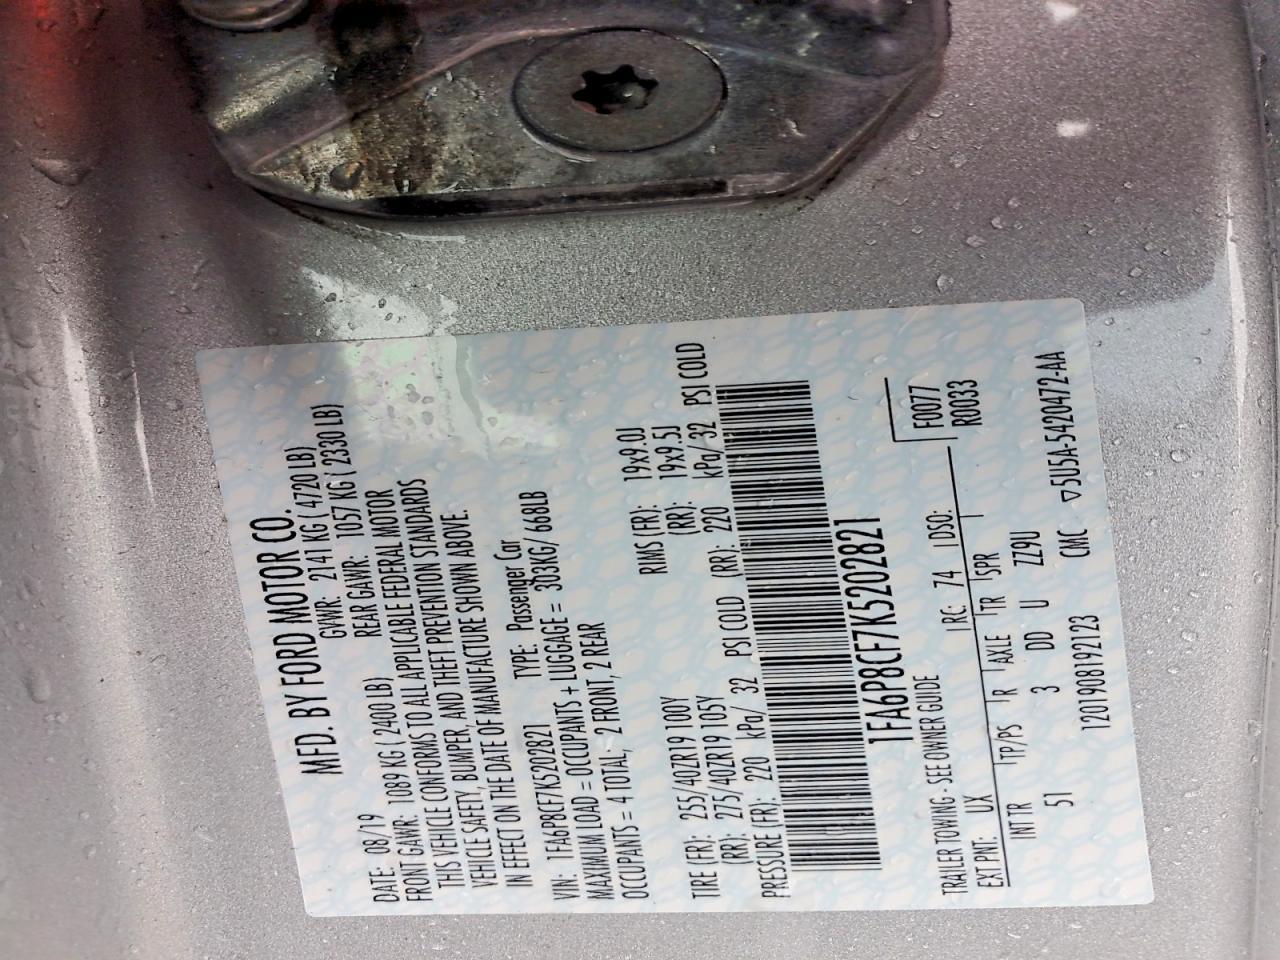 MFD. BY FORD MOTOR CO.
DATE: 08/19 GVWR: 2141 KG ( 4720 LB)
FRONT GAWR: 1089 KG ( 2400 LB) REAR GAWR: 1057 KG ( 2330 LB)
THIS VEHICLE CONFORMS TO ALL APPLICABLE FEDERAL MOTOR
VEHICLE SAFETY, BUMPER, AND THEFT PREVENTION STANDARDS
IN EFFECT ON THE DATE OF MANUFACTURE SHOWN ABOVE.
VIN: 1FA6P8CF7K5202821 TYPE: Passenger Car
MAXIMUM LOAD = OCCUPANTS + LUGGAGE = 303KG/ 668LB
OCCUPANTS = 4 TOTAL, 2 FRONT, 2 REAR
TIRE (FR): 255/40ZR19 100Y RIMS (FR): 19x9.0J
(RR): 275/40ZR19 105Y (RR): 19x9.5J
PRESSURE (FR): 220 kPa/ 32 PSI COLD (RR): 220 kPa/ 32 PSI COLD
1FA6P8CF7K5202821
F0077
R0033
TRAILER TOWING - SEE OWNER GUIDE
EXT PNT: UX RC: 74 DSO:
INT TR TP/PS R AXLE TR SPR
51 3 DD U ZZ9U
1201908192123 CMC ▽5U5A-5420472-AA